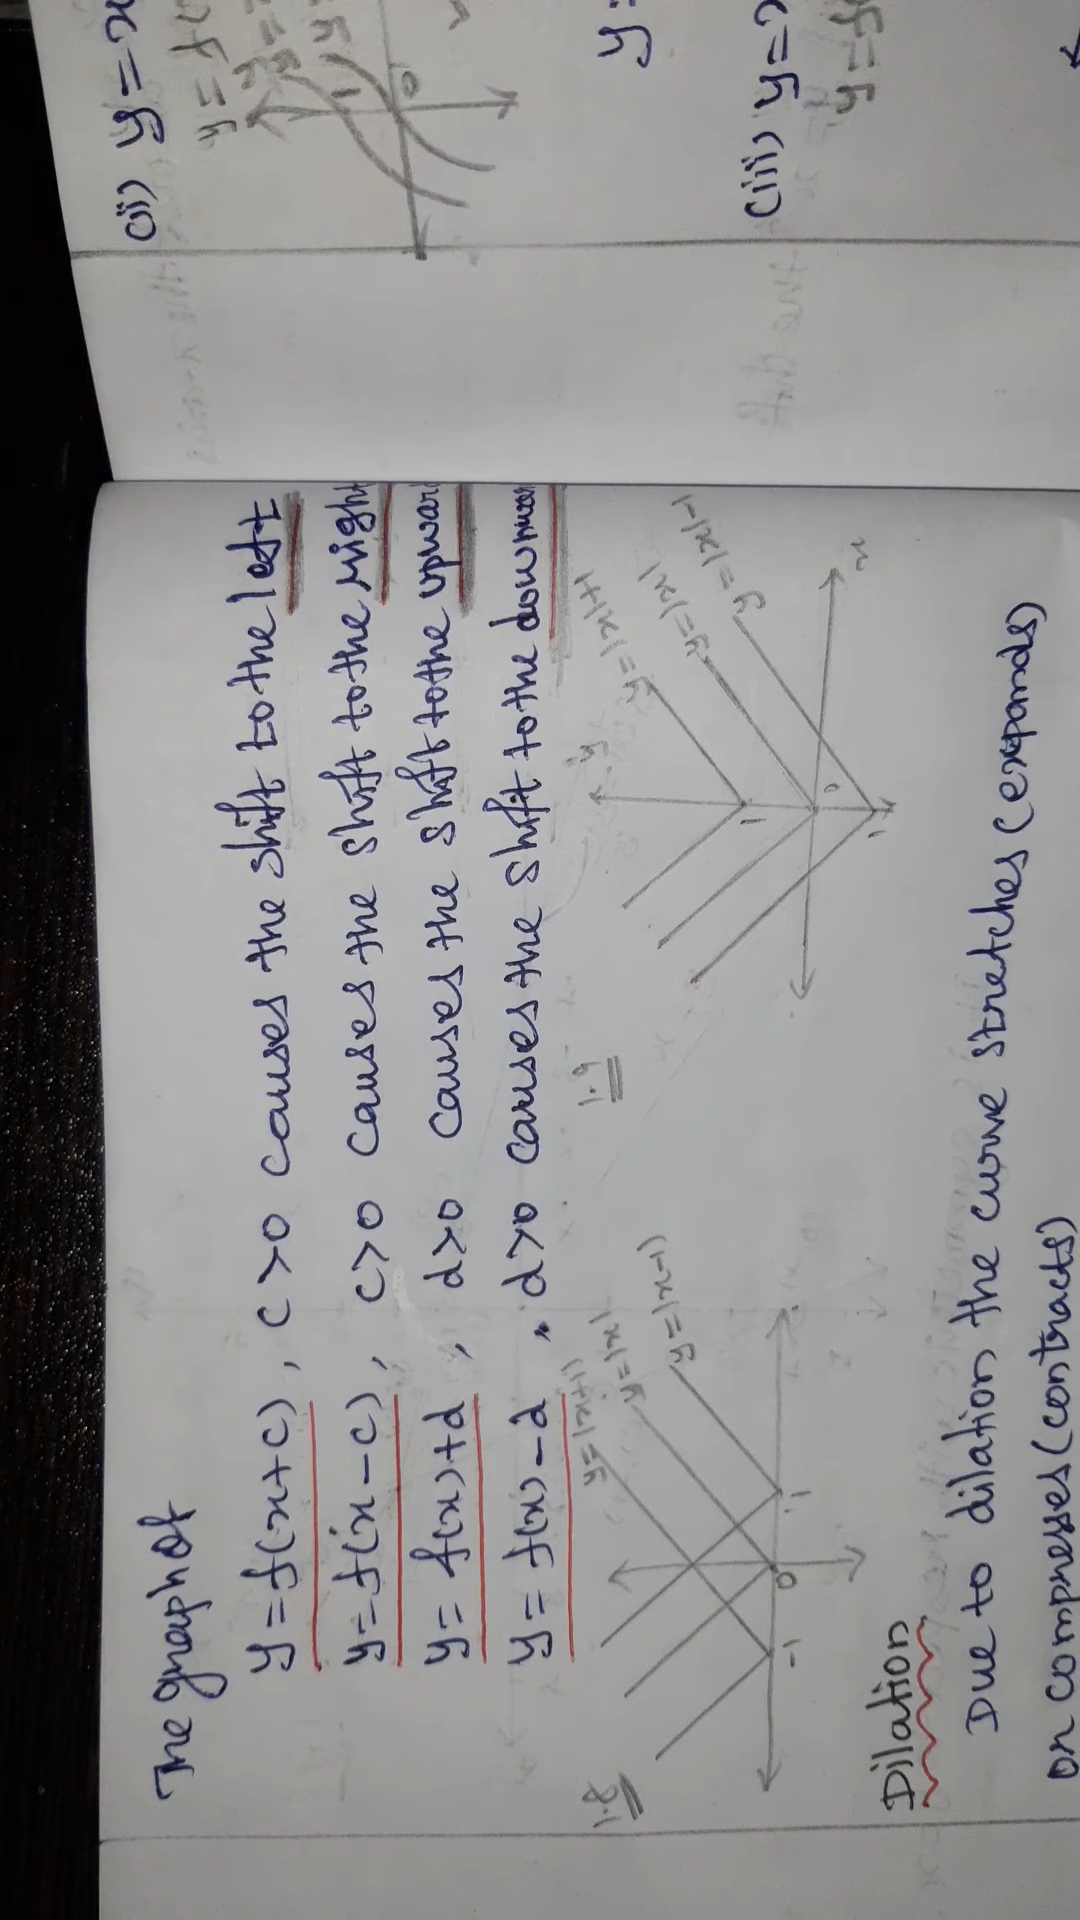 The graph of
y=f(x+c), c>0 causes the shift to the left
y=f(x-c), c>0 causes the shift to the right
y= f(x)+d, d>0 causes the shift to the upward
y= f(x)-d, d>0 causes the shift to the downward
1.8
y=|x+1|
y=|x|
y=|x-1|
-1
0
1
1.9
y
y=|x|+1
y=|x|
y=|x|-1
x
1
0
1
Dilation
Due to dilation the curve stretches (expands)
or compresses (contracts)
(ii) y=x
y=f(
1
0
y=
(iii) y=x
y=f